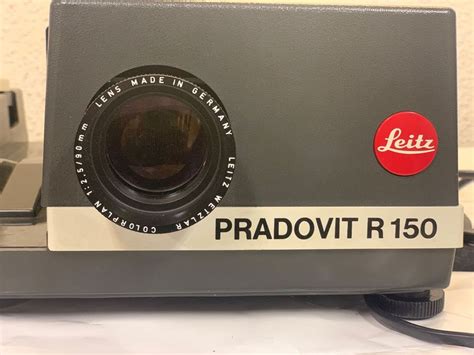 LENS MADE IN GERMANY LEITZ WETZLAR COLORPLAN 1:2.5/90mm
Leitz
PRADOVIT R 150